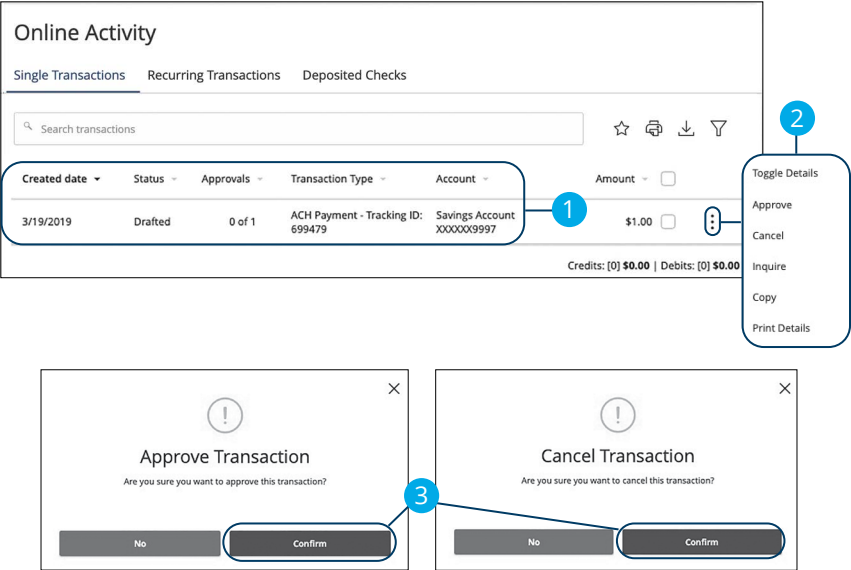 Online Activity
Single Transactions Recurring Transactions Deposited Checks
Search transactions
2
Created date Status Approvals Transaction Type Account Amount
3/19/2019 Drafted 0 of 1 ACH Payment - Tracking ID: 699479 Savings Account XXXXXX9997 $1.00
1
Credits: [0] $0.00 | Debits: [0] $0.00
Toggle Details
Approve
Cancel
Inquire
Copy
Print Details
Approve Transaction
Are you sure you want to approve this transaction?
No Confirm
3
Cancel Transaction
Are you sure you want to cancel this transaction?
No Confirm